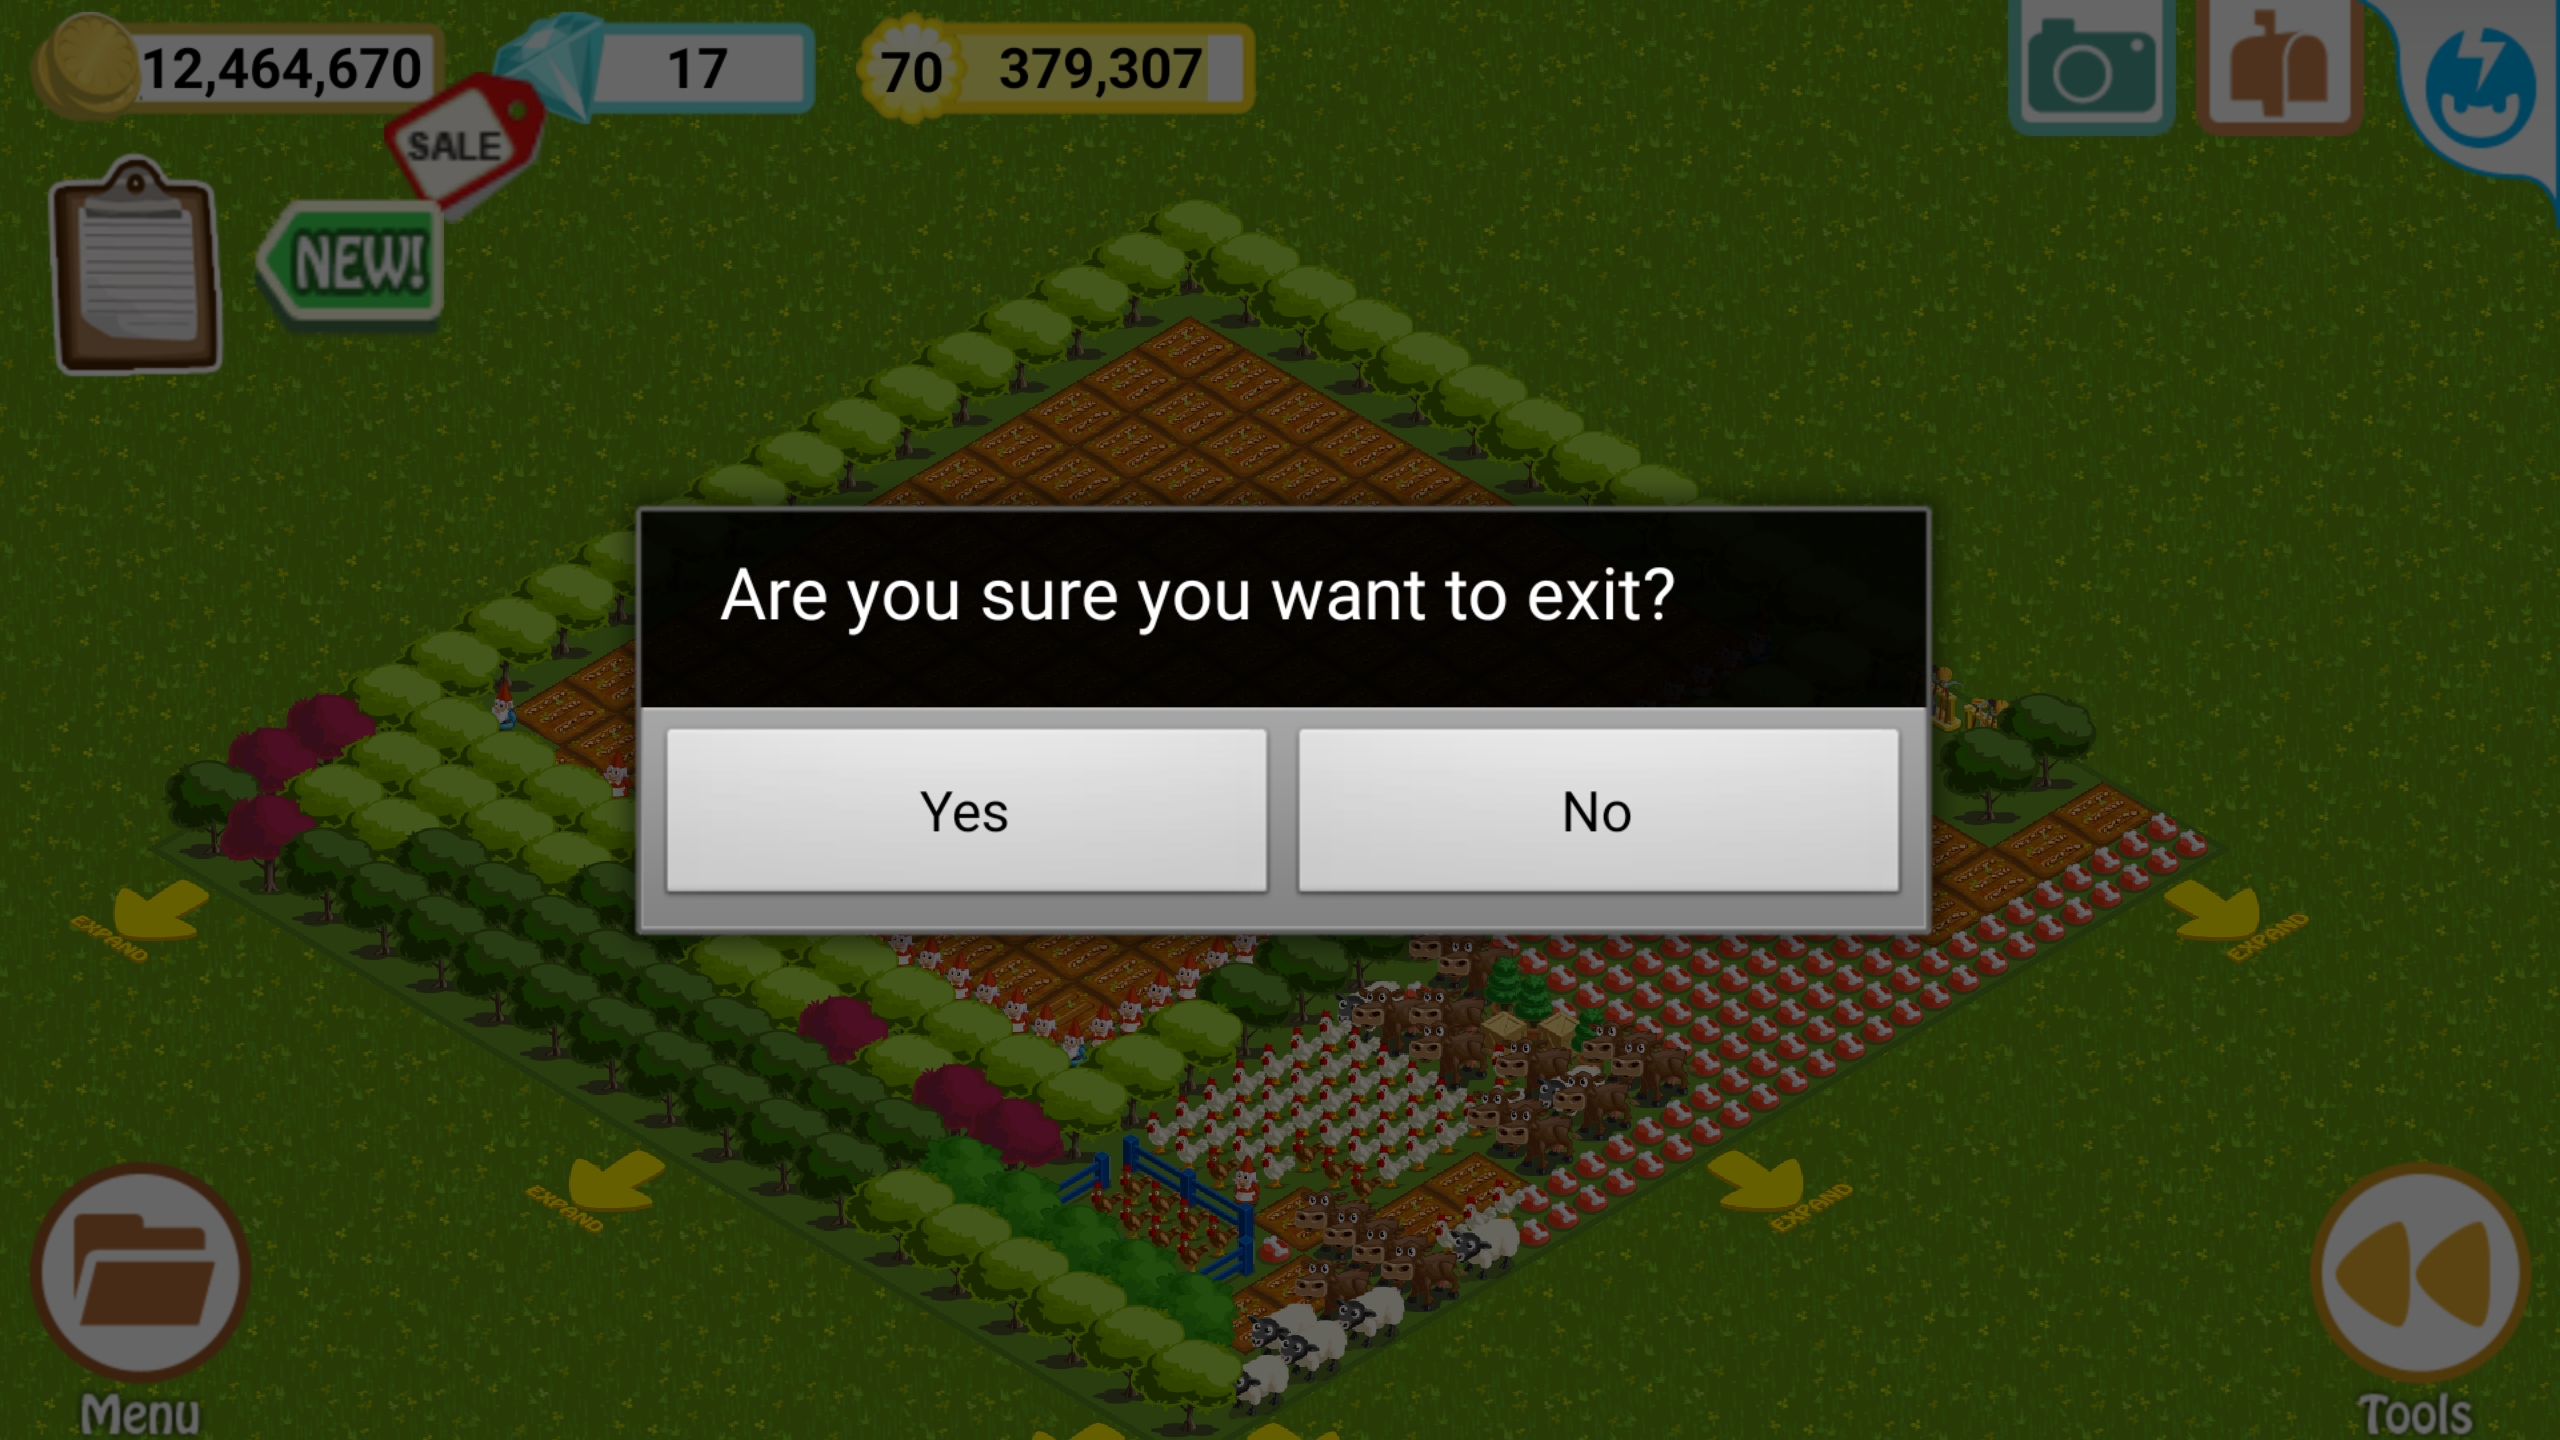 12,464,670
17
70
379,307
SALE
NEW!
Are you sure you want to exit?
Yes
No
EXPAND
EXPAND
EXPAND
EXPAND
Menu
Tools